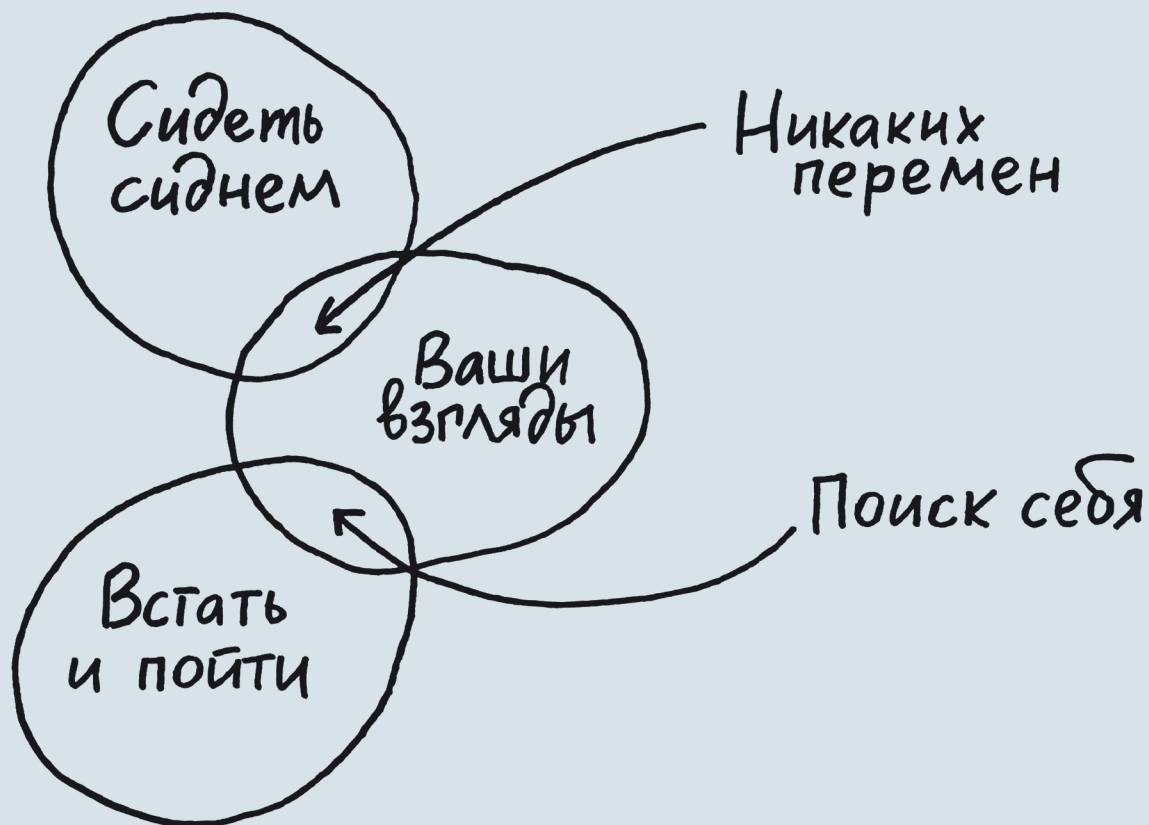 Сидеть
сиднем
Никаких
перемен
Ваши
взгляды
Поиск себя
Встать
и пойти